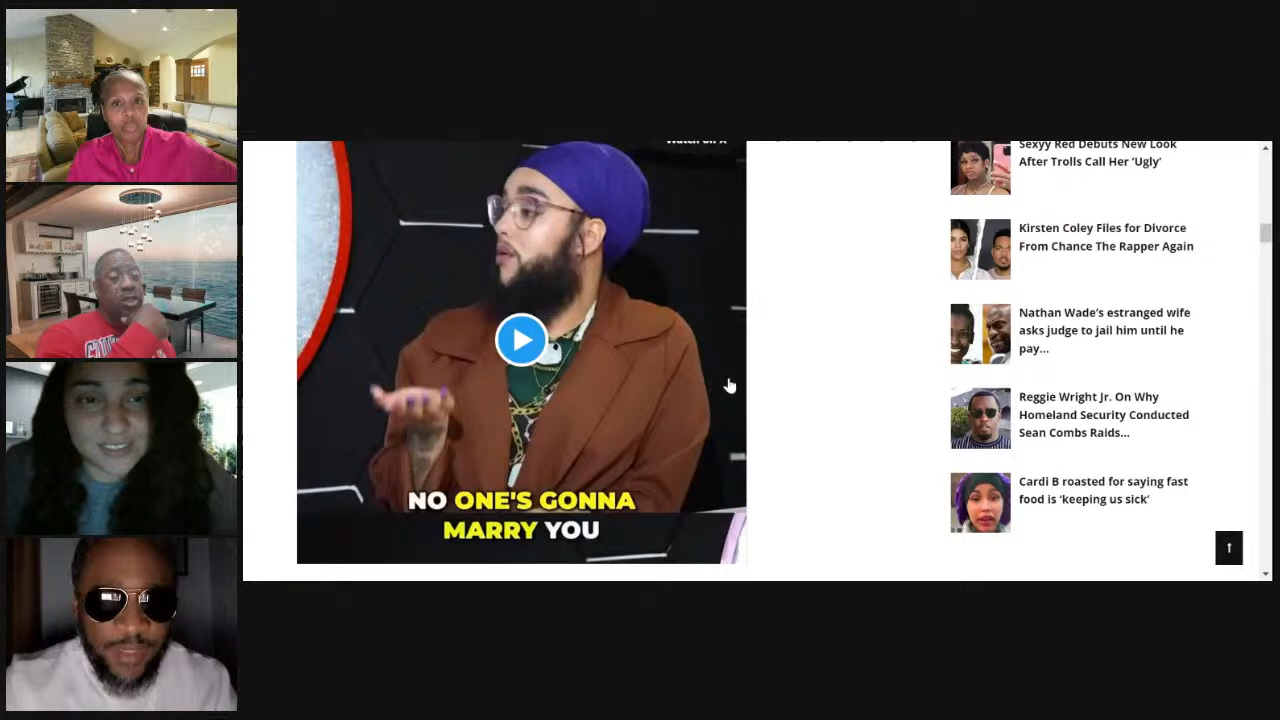 Watch on X
NO ONE'S GONNA
MARRY YOU
Sexyy Red Debuts New Look
After Trolls Call Her ‘Ugly’
Kirsten Coley Files for Divorce
From Chance The Rapper Again
Nathan Wade’s estranged wife
asks judge to jail him until he
pay...
Reggie Wright Jr. On Why
Homeland Security Conducted
Sean Combs Raids...
Cardi B roasted for saying fast
food is ‘keeping us sick’